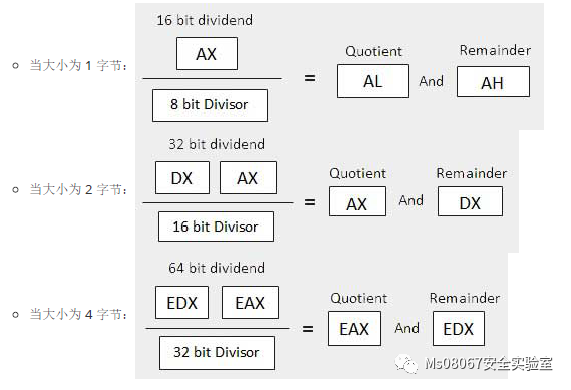 16 bit dividend
当大小为 1 字节：
AX
8 bit Divisor
=
Quotient
AL
And
Remainder
AH
32 bit dividend
当大小为 2 字节：
DX AX
16 bit Divisor
=
Quotient
AX
And
Remainder
DX
64 bit dividend
当大小为 4 字节：
EDX EAX
32 bit Divisor
=
Quotient
EAX
And
Remainder
EDX
Ms08067安全实验室